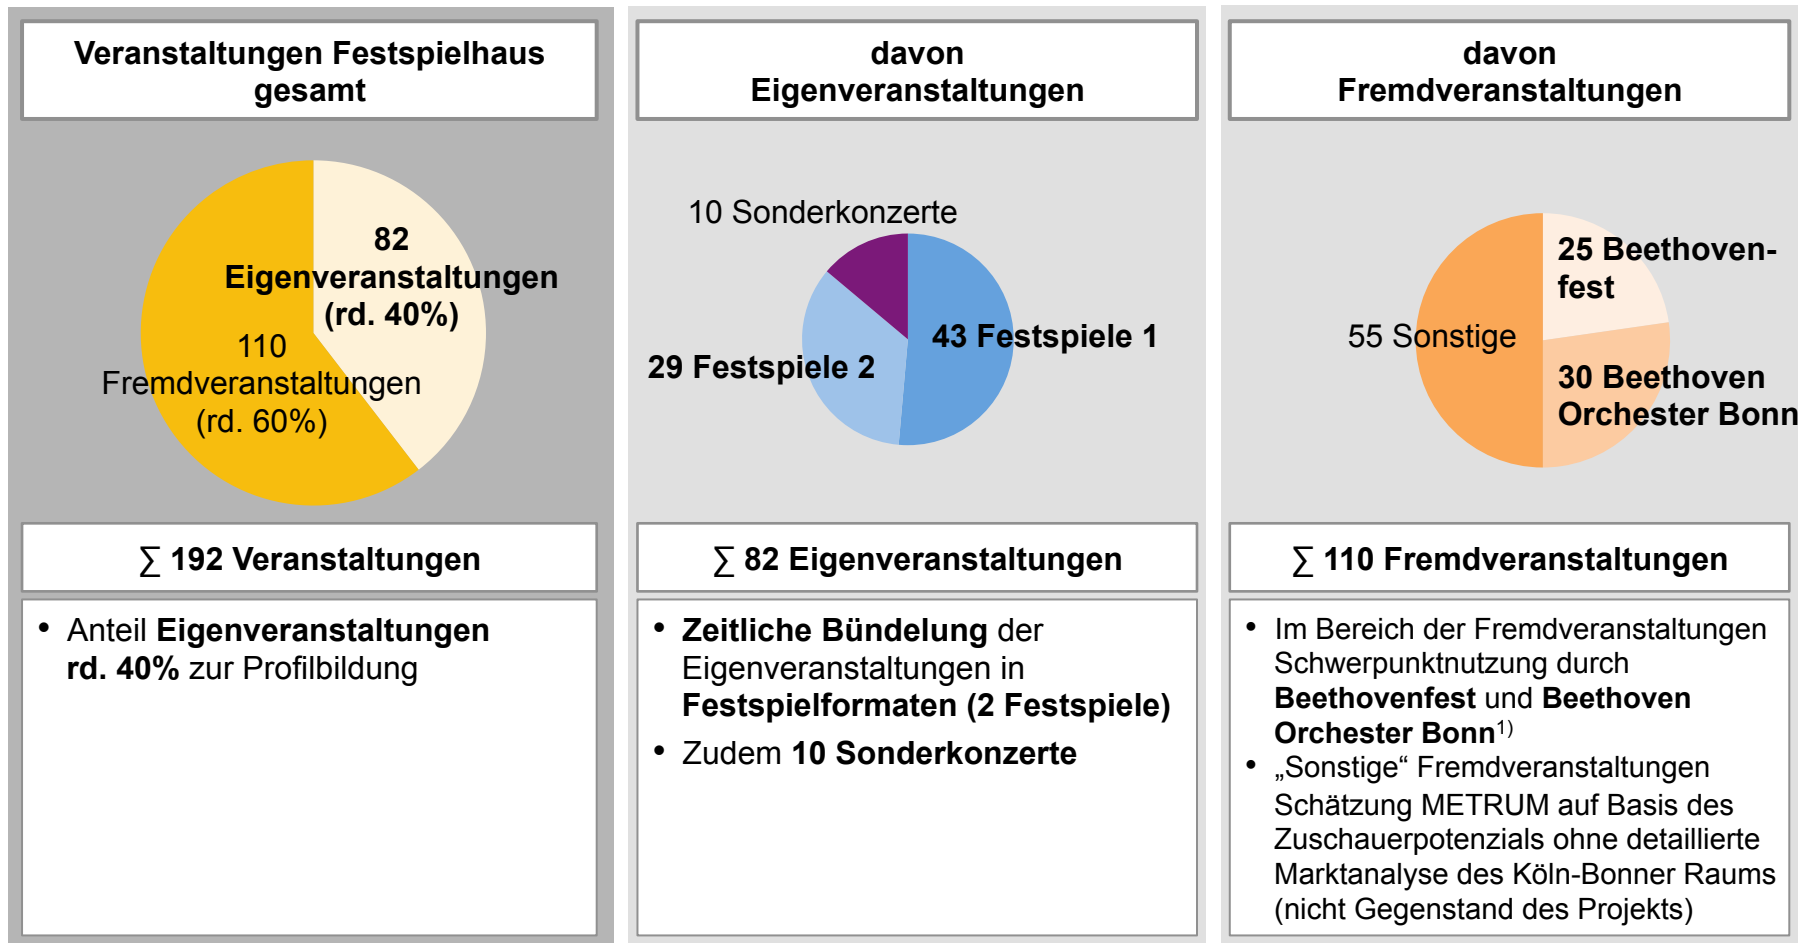 Veranstaltungen Festspielhaus
gesamt
82
Eigenveranstaltungen
(rd. 40%)
110
Fremdveranstaltungen
(rd. 60%)
∑ 192 Veranstaltungen
• Anteil Eigenveranstaltungen
rd. 40% zur Profilbildung
davon
Eigenveranstaltungen
10 Sonderkonzerte
43 Festspiele 1
29 Festspiele 2
∑ 82 Eigenveranstaltungen
• Zeitliche Bündelung der
Eigenveranstaltungen in
Festspielformaten (2 Festspiele)
• Zudem 10 Sonderkonzerte
davon
Fremdveranstaltungen
25 Beethoven-
fest
55 Sonstige
30 Beethoven
Orchester Bonn
∑ 110 Fremdveranstaltungen
• Im Bereich der Fremdveranstaltungen
Schwerpunktnutzung durch
Beethovenfest und Beethoven
Orchester Bonn1)
• „Sonstige“ Fremdveranstaltungen
Schätzung METRUM auf Basis des
Zuschauerpotenzials ohne detaillierte
Marktanalyse des Köln-Bonner Raums
(nicht Gegenstand des Projekts)